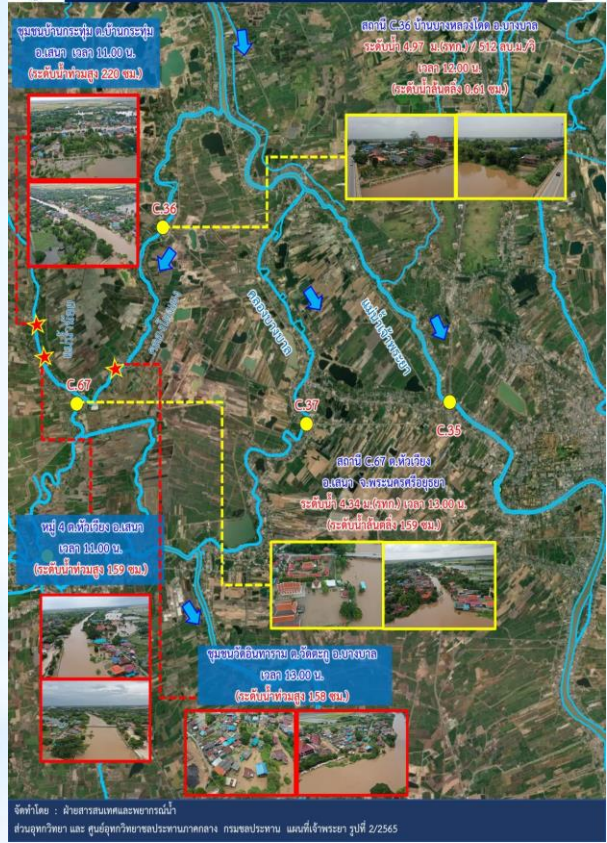 ชุมชนบ้านกระทุ่ม ต.บ้านกระทุ่ม
อ.เสนา เวลา 11.00 น.
(ระดับน้ำท่วมสูง 220 ซม.)
สถานี C.36 บ้านบางหลวงโดด อ.บางบาล
ระดับน้ำ 4.97 ม.(รทก.) / 512 ลบ.ม./วิ
เวลา 12.00 น.
(ระดับน้ำล้นตลิ่ง 0.61 ซม.)
C.36
แม่น้ำน้อย
คลองบางบาล
แม่น้ำเจ้าพระยา
C.67
C.37
C.35
สถานี C.67 ต.หัวเวียง
อ.เสนา จ.พระนครศรีอยุธยา
ระดับน้ำ 4.34 ม.(รทก.) เวลา 13.00 น.
(ระดับน้ำล้นตลิ่ง 159 ซม.)
หมู่ 4 ต.หัวเวียง อ.เสนา
เวลา 11.00 น.
(ระดับน้ำท่วมสูง 159 ซม.)
ชุมชนวัดอินทาราม ต.วัดตะกู อ.บางบาล
เวลา 13.00 น.
(ระดับน้ำท่วมสูง 158 ซม.)
จัดทำโดย : ฝ่ายสารสนเทศและพยากรณ์น้ำ
ส่วนอุทกวิทยา และ ศูนย์อุทกวิทยาชลประทานภาคกลาง กรมชลประทาน แผนที่เจ้าพระยา รูปที่ 2/2565